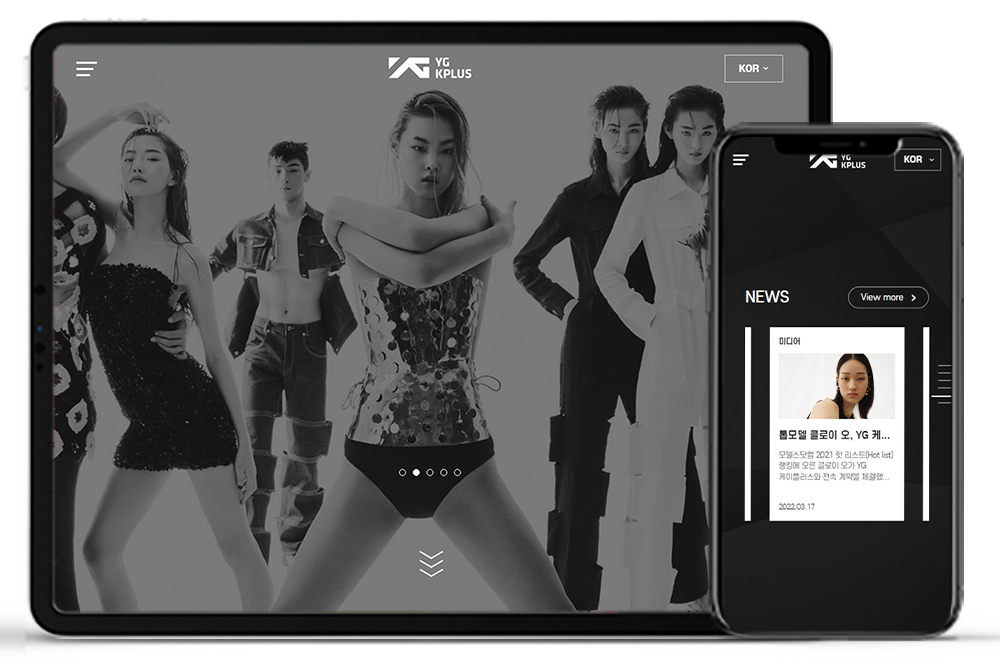 YG
KPLUS
KOR
YG
KPLUS
KOR
NEWS
View more
미디어
톱모델 클로이 오, YG 케...
모델스닷컴 2021 핫 리스트(Hot list)
랭킹에 오른 클로이 오가 YG
케이플러스와 전속 계약을 체결했...
2022.03.17